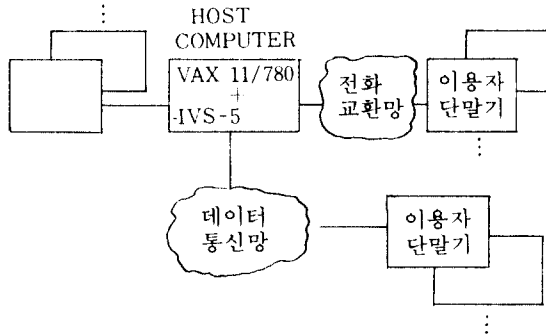 HOST
COMPUTER
VAX 11/780
+
-IVS-5
전화
교환망
이용자
단말기
데이터
통신망
이용자
단말기